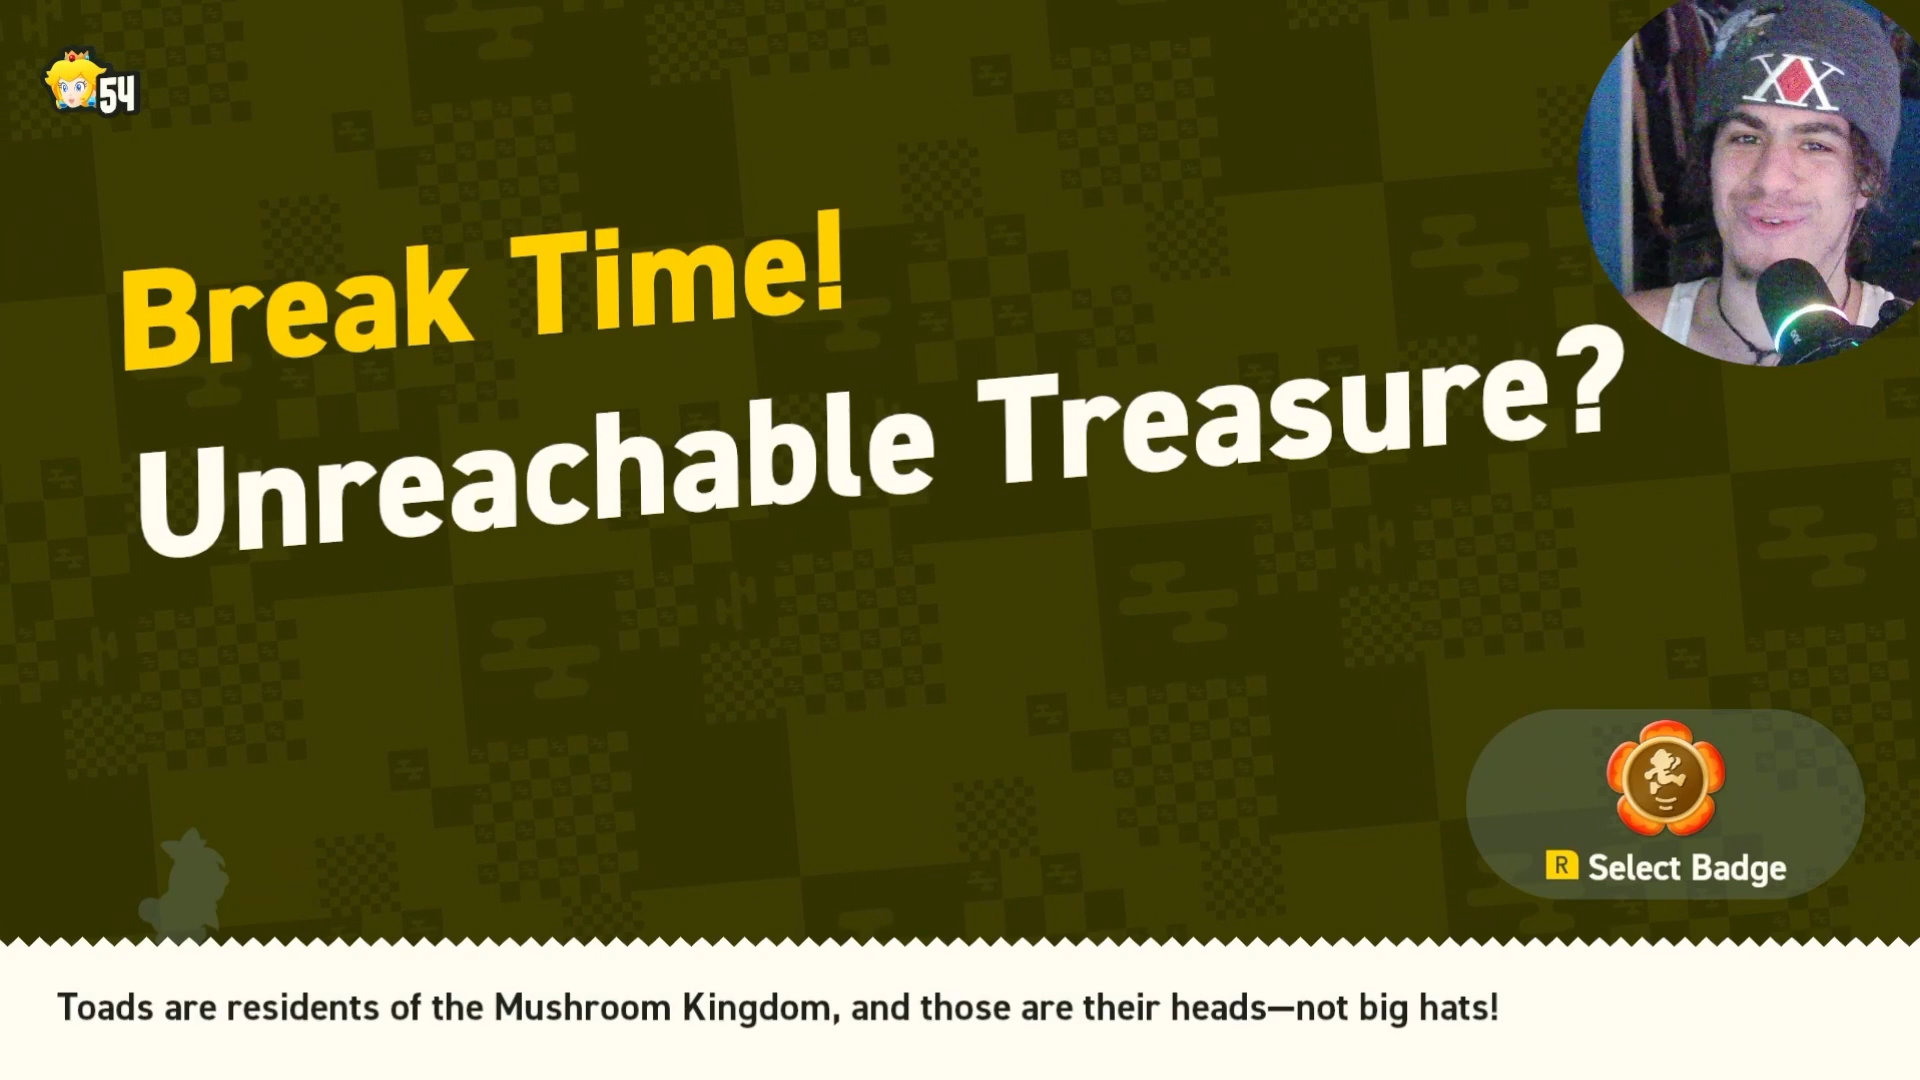 54
Break Time!
Unreachable Treasure?
R Select Badge
Toads are residents of the Mushroom Kingdom, and those are their heads—not big hats!